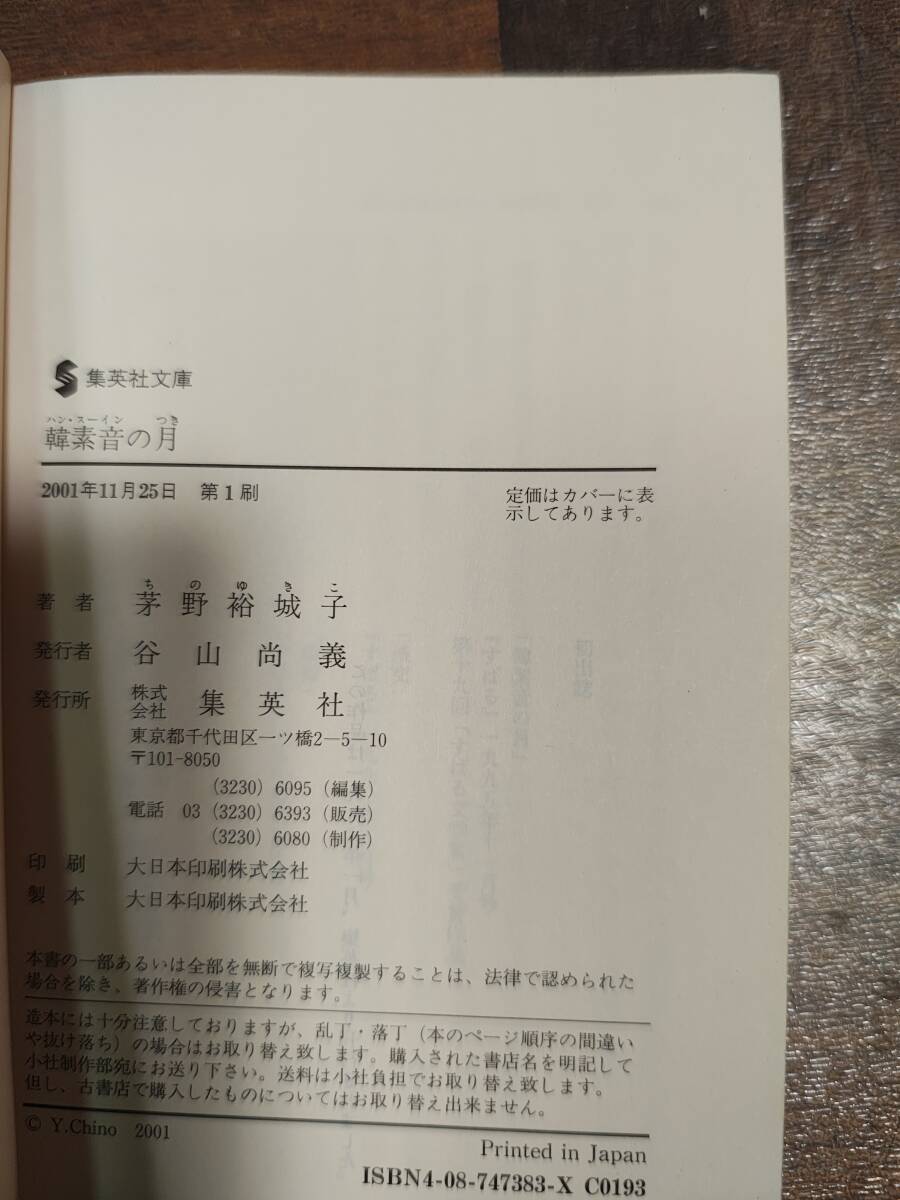 集英社文庫
ハン・スーイン つき
韓素音の月
2001年11月25日 第1刷
定価はカバーに表
示してあります。
ちのゆきこ
著者 茅野裕城子
発行者 谷山尚義
発行所 株式会社 集英社
東京都千代田区一ツ橋2—5—10
〒101-8050
(3230) 6095 (編集)
電話 03 (3230) 6393 (販売)
(3230) 6080 (制作)
印刷 大日本印刷株式会社
製本 大日本印刷株式会社
本書の一部あるいは全部を無断で複写複製することは、法律で認められた
場合を除き、著作権の侵害となります。
造本には十分注意しておりますが、乱丁・落丁（本のページ順序の間違い
や抜け落ち）の場合はお取り替え致します。購入された書店名を明記して
小社制作部宛にお送り下さい。送料は小社負担でお取り替え致します。
但し、古書店で購入したものについてはお取り替え出来ません。
© Y.Chino 2001
Printed in Japan
ISBN4-08-747383-X C0193